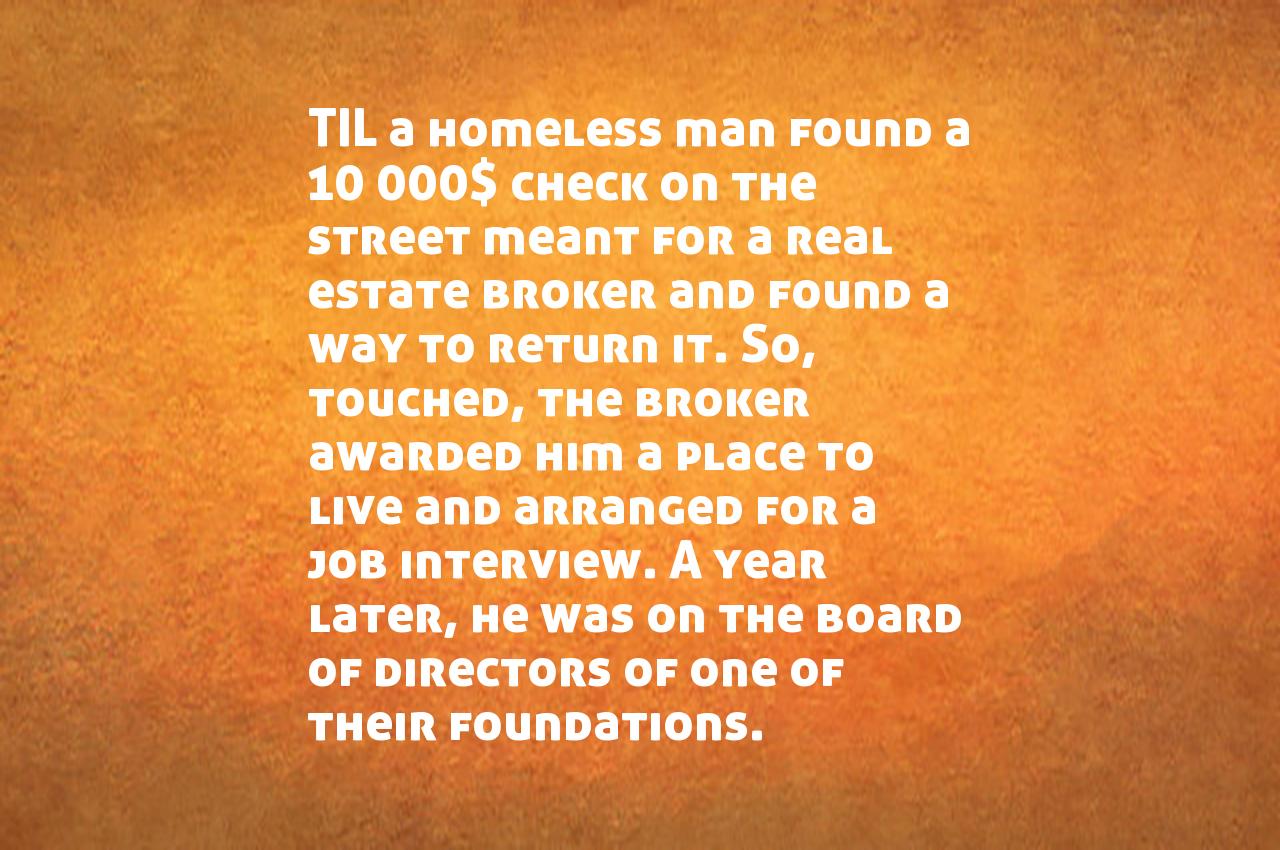 TIL a homeless man found a
10 000$ check on the
street meant for a real
estate broker and found a
way to return it. So,
touched, the broker
awarded him a place to
live and arranged for a
job interview. A year
later, he was on the board
of directors of one of
their foundations.